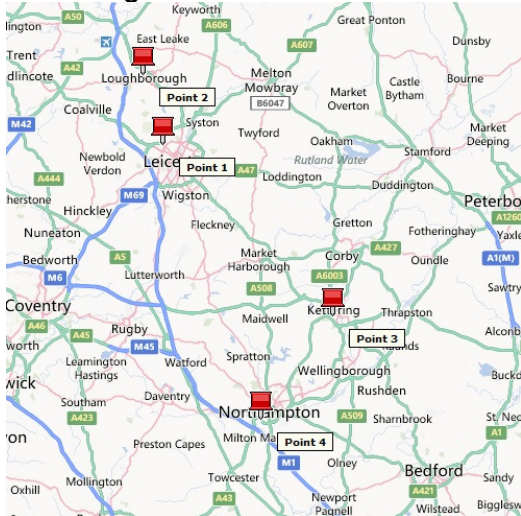 Keyworth
A50
A606
Great Ponton
East Leake
A607
Dunsby
Trent
A42
Loughborough
Melton
Mowbray
Castle
Bytham
Bourne
Point 2
Coalville
B6047
Market
Overton
M42
Syston
Twyford
Market
Deeping
Newbold
Verdon
Oakham
Stamford
Point 1
Rutland Water
A47
A444
Loddington
Duddington
M69
Wigston
Peterbo
Hinckley
Gretton
A1260
Nuneaton
Fleckney
Fotheringhay
Yaxle
Bedworth
A5
Market
Harborough
Corby
A427
Oundle
A1(M)
M6
Lutterworth
A6003
A508
Sawtry
Coventry
Kettering
Thrapston
A46
A45
Rugby
Maidwell
Alconb
M45
Point 3
Leamington
Hastings
Watford
Spratton
Wellingborough
Buckd
wick
Rushden
Southam
Daventry
Northampton
A509
Sharnbrook
St. Neo
A423
Preston Capes
Milton Ma
Point 4
A1
M1
Olney
Bedford
Mollington
Towcester
Sandy
Oxhill
A43
Newport
Pagnell
A421
Wilstead
Bigglesw